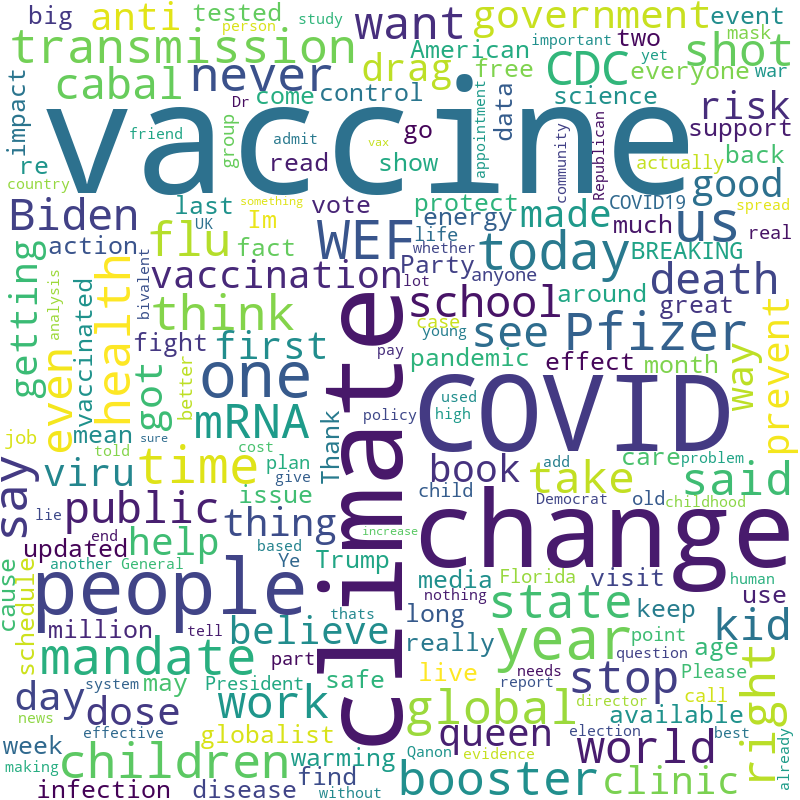 big
anti
tested
study
person
want
government
event
mask
important
American
two
yet
war
transmission
Dr
cabal
never
drag
free
CDC
everyone
shot
impact
come
control
science
vaccine
risk
support
friend
group
admit
vax
go
data
appointment
community
Republican
actually
back
re
read
show
country
something
last
UK
vote
protect
COVID19
spread
good
Biden
Im
life
energy
made
much
real
us
action
flu
fact
WEF
whether
today
BREAKING
Party
anyone
lot
death
getting
analysis
vaccinated
bivalent
health
vaccination
school
around
great
think
case
young
see
Pfizer
fight
first
pay
pandemic
effect
month
way
prevent
even
got
better
one
climate
COVID
used
high
job
mean
told
sure
mRNA
policy
cost
Thank
add
time
plan
give
book
take
care
problem
said
say
viru
issue
child
Democrat
old
childhood
lie
public
thing
change
end
help
increase
updated
based
another General
Ye
Trump
media
Florida
visit
human
cause
schedule
people
nothing
keep
use
million
thats
long
needs
state
point
tell
believe
really
question
age
kid
mandate
part
year
report
Please
system
President
safe
live
director
call
right
day
may
dose
work
global
stop
available
news
effective
globalist
queen
election
best
week
warming
Qanon
evidence
world
already
making
children
find
without
booster
clinic
infection
disease